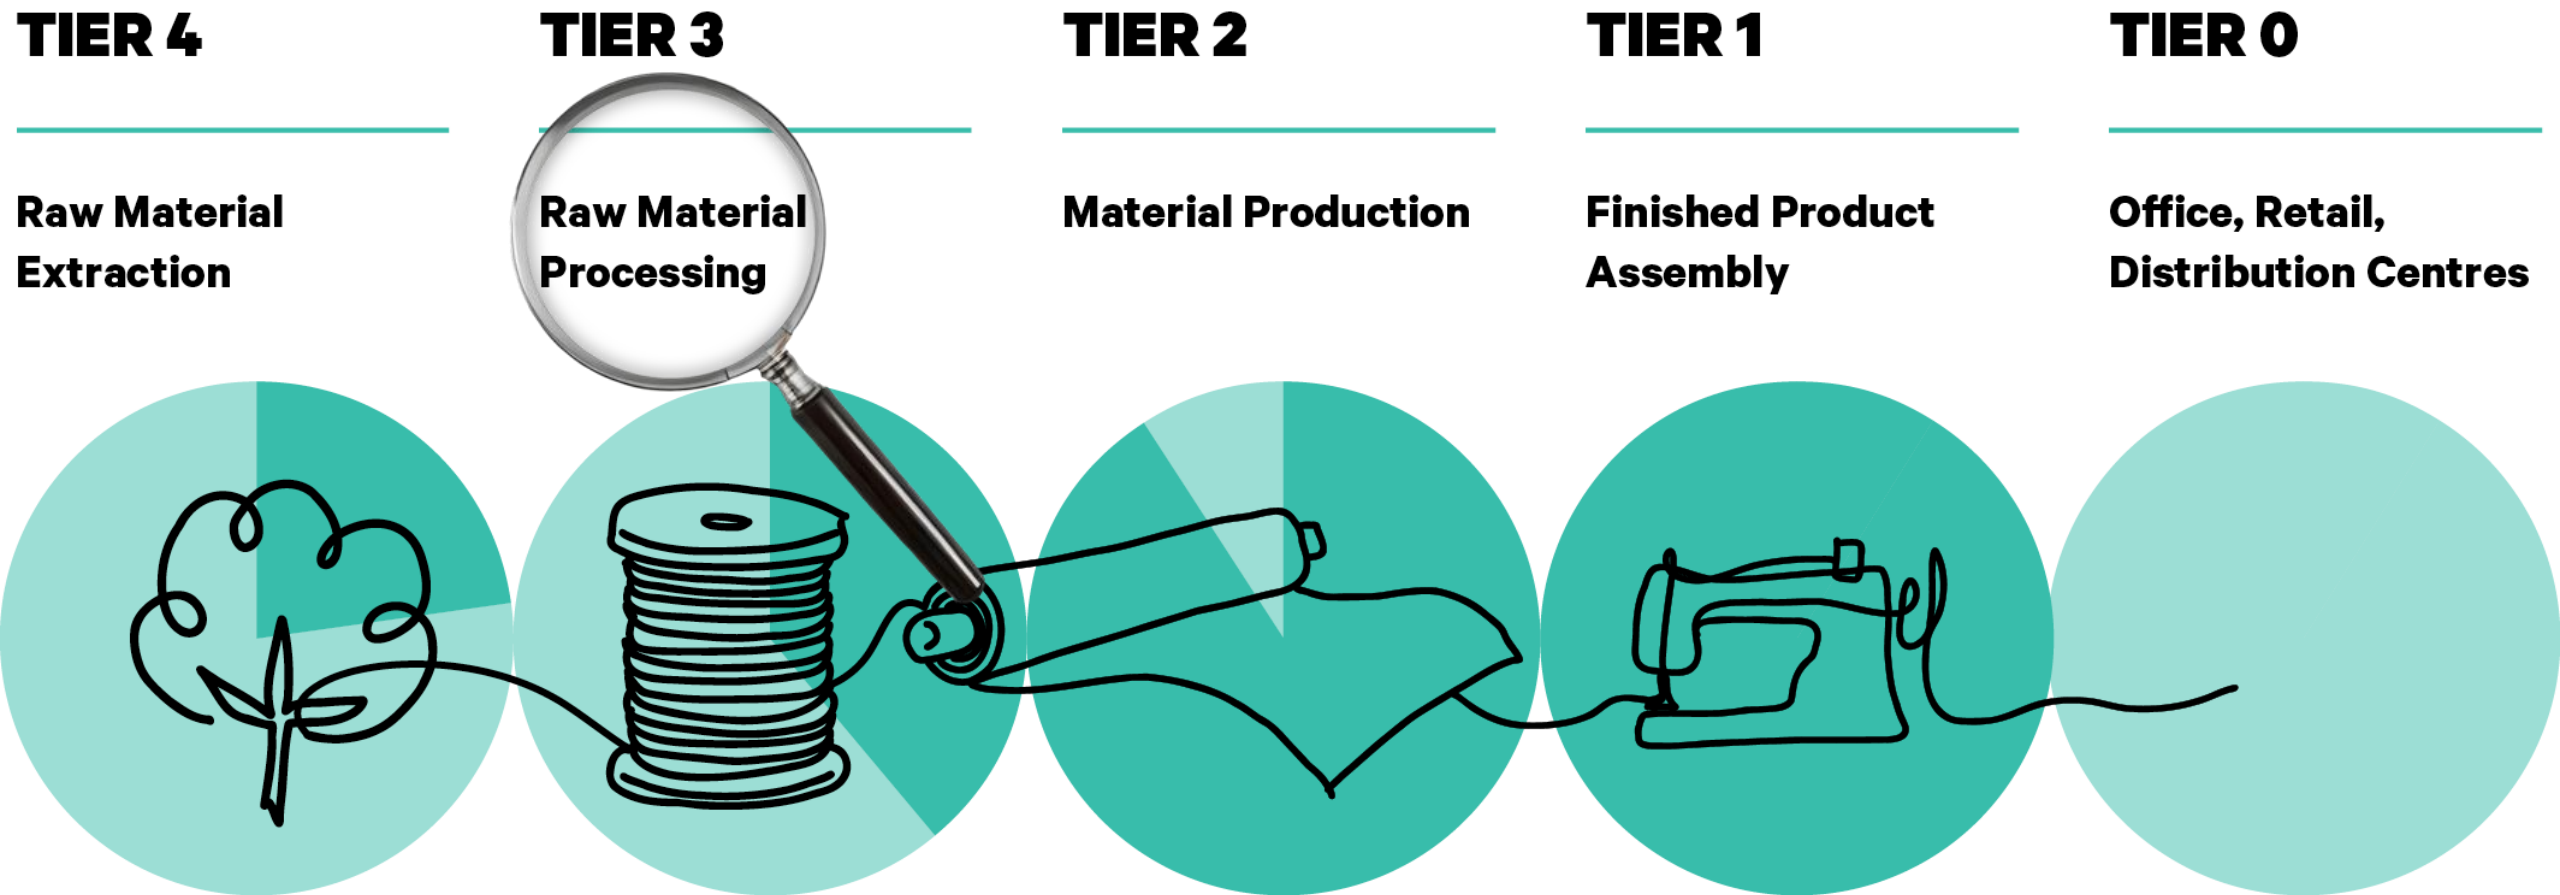 TIER 4
Raw Material
Extraction
TIER 3
Raw Material
Processing
TIER 2
Material Production
TIER 1
Finished Product
Assembly
TIER 0
Office, Retail,
Distribution Centres